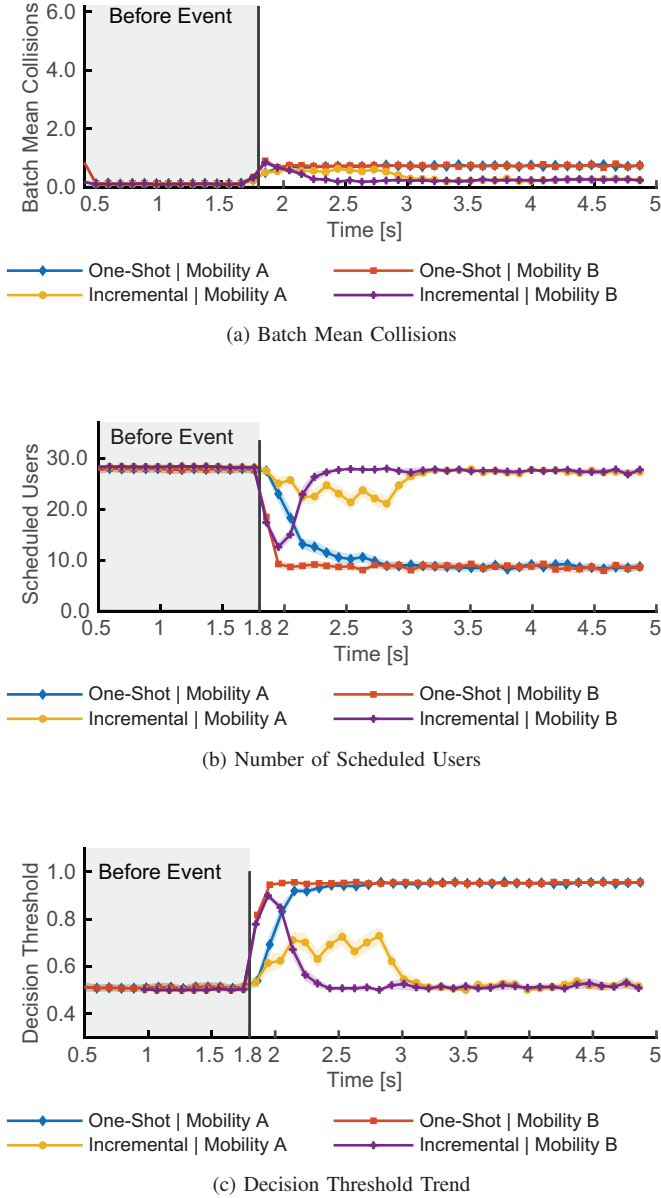 6.0
Before Event
4.0
2.0
0.0
Batch Mean Collisions
0.5 1 1.5 2 2.5 3 3.5 4 4.5 5
Time [s]
One-Shot | Mobility A One-Shot | Mobility B
Incremental | Mobility A Incremental | Mobility B
(a) Batch Mean Collisions
Before Event
30.0
20.0
10.0
0.0
Scheduled Users
0.5 1 1.5 1.8 2 2.5 3 3.5 4 4.5 5
Time [s]
One-Shot | Mobility A One-Shot | Mobility B
Incremental | Mobility A Incremental | Mobility B
(b) Number of Scheduled Users
1.0
Before Event
0.8
0.6
0.4
Decision Threshold
0.5 1 1.5 1.8 2 2.5 3 3.5 4 4.5 5
Time [s]
One-Shot | Mobility A One-Shot | Mobility B
Incremental | Mobility A Incremental | Mobility B
(c) Decision Threshold Trend